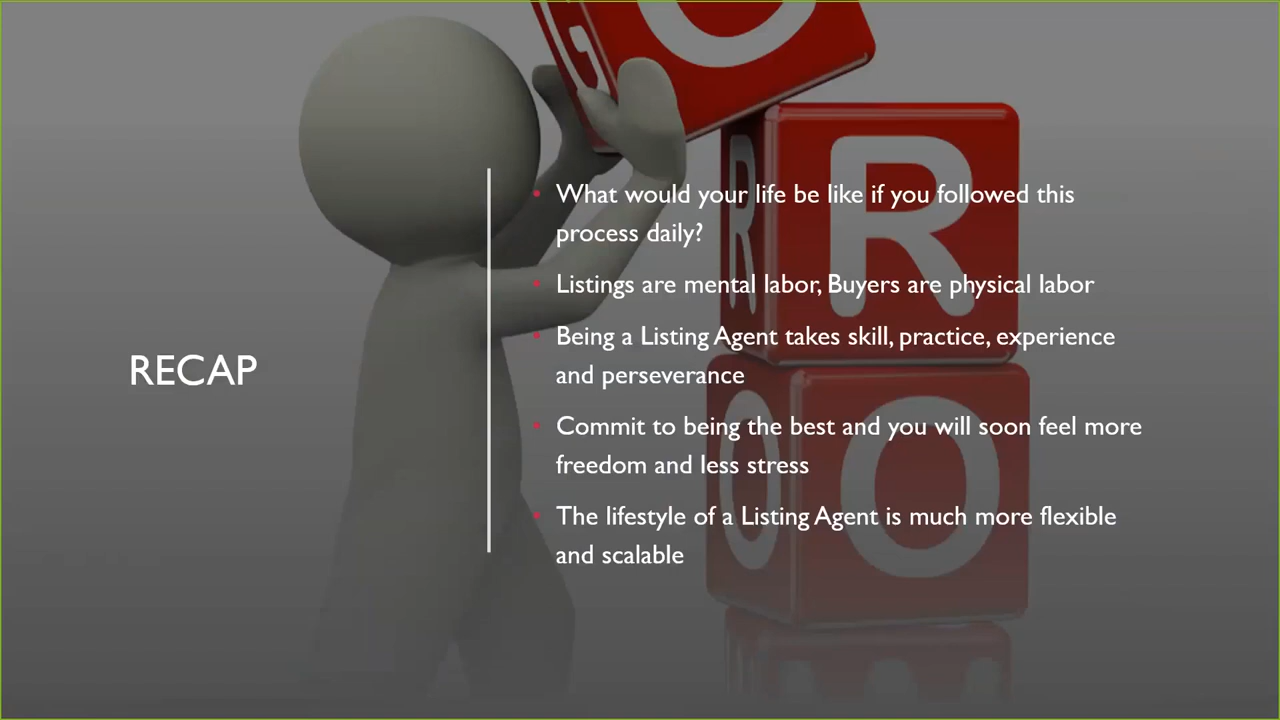 G
O
R
R
What would your life be like if you followed this
process daily?
Listings are mental labor, Buyers are physical labor
Being a Listing Agent takes skill, practice, experience
and perseverance
RECAP
Commit to being the best and you will soon feel more
freedom and less stress
O
O
The lifestyle of a Listing Agent is much more flexible
and scalable